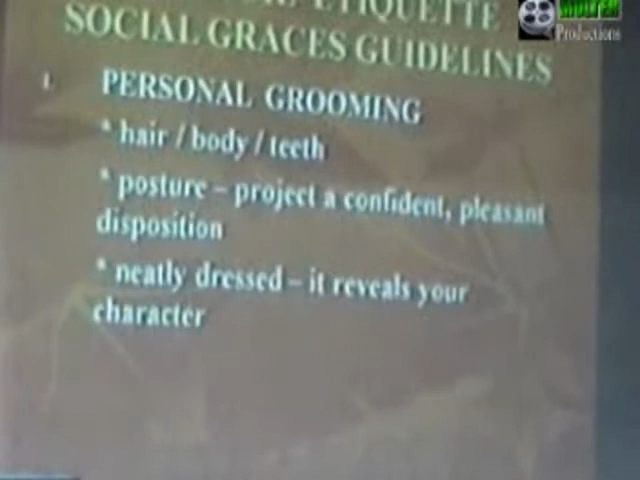 ETIQUETTE
SOCIAL GRACES GUIDELINES
1. PERSONAL GROOMING
* hair / body / teeth
* posture – project a confident, pleasant
disposition
* neatly dressed – it reveals your
character
Productions